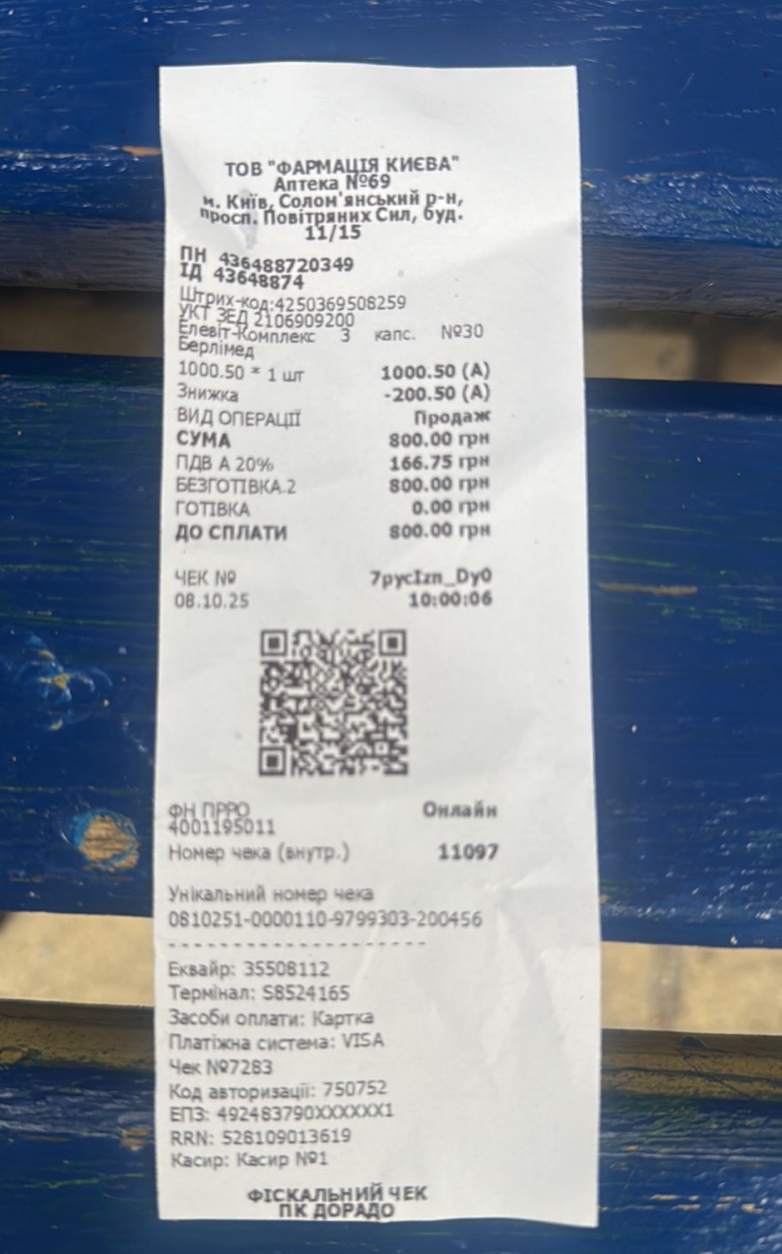 ТОВ "ФАРМАЦІЯ КИЄВА"
Аптека №69
м. Київ, Солом'янський р-н,
просп. Повітряних Сил, буд.
11/15
ПН 436488720349
ІД 43648874
Штрих-код:4250369508259
УКТ ЗЕД 2106909200
Елевіт-Комплекс 3 капс. №30
Берлімед
1000.50 * 1 шт 1000.50 (А)
Знижка -200.50 (А)
ВИД ОПЕРАЦІЇ Продаж
СУМА 800.00 грн
ПДВ А 20% 166.75 грн
БЕЗГОТІВКА.2 800.00 грн
ГОТІВКА 0.00 грн
ДО СПЛАТИ 800.00 грн
ЧЕК № 7pycIzn_Dy0
08.10.25 10:00:06
ФН ПРРО Онлайн
4001195011
Номер чека (внутр.) 11097
Унікальний номер чека
0810251-0000110-9799303-200456
- - - - - - - - - - - - - - - - - - - -
Еквайр: 35508112
Термінал: S8524165
Засоби оплати: Картка
Платіжна система: VISA
Чек №7283
Код авторизації: 750752
ЕПЗ: 492483790XXXXXX1
RRN: 528109013619
Касир: Касир №1
ФІСКАЛЬНИЙ ЧЕК
ПК ДОРАДО